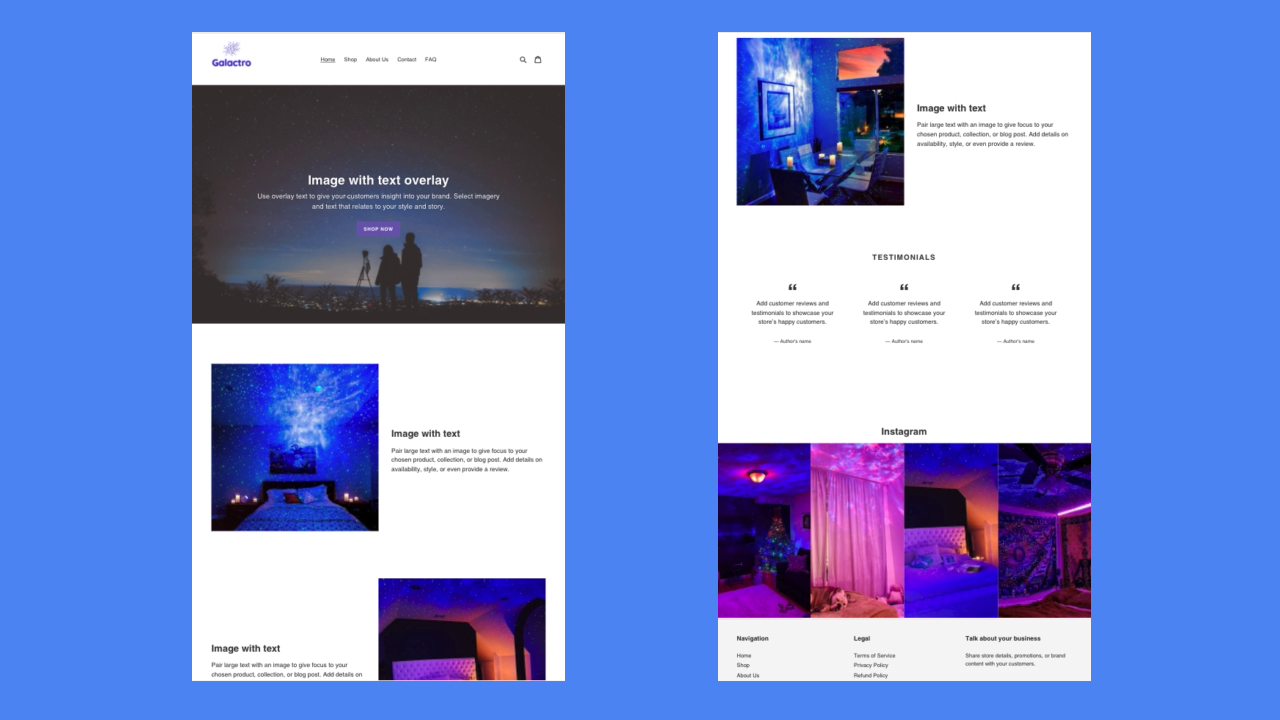 Galactro
Home Shop About Us Contact FAQ
Image with text overlay
Use overlay text to give your customers insight into your brand. Select imagery
and text that relates to your style and story.
SHOP NOW
Image with text
Pair large text with an image to give focus to your
chosen product, collection, or blog post. Add details on
availability, style, or even provide a review.
Image with text
Pair large text with an image to give focus to your
chosen product, collection, or blog post. Add details on
Image with text
Pair large text with an image to give focus to your
chosen product, collection, or blog post. Add details on
availability, style, or even provide a review.
TESTIMONIALS
“ “ “
Add customer reviews and
testimonials to showcase your
store's happy customers.
— Author's name
Add customer reviews and
testimonials to showcase your
store's happy customers.
— Author's name
Add customer reviews and
testimonials to showcase your
store's happy customers.
— Author's name
Instagram
Navigation
Home
Shop
About Us
Legal
Terms of Service
Privacy Policy
Refund Policy
Talk about your business
Share store details, promotions, or brand
content with your customers.